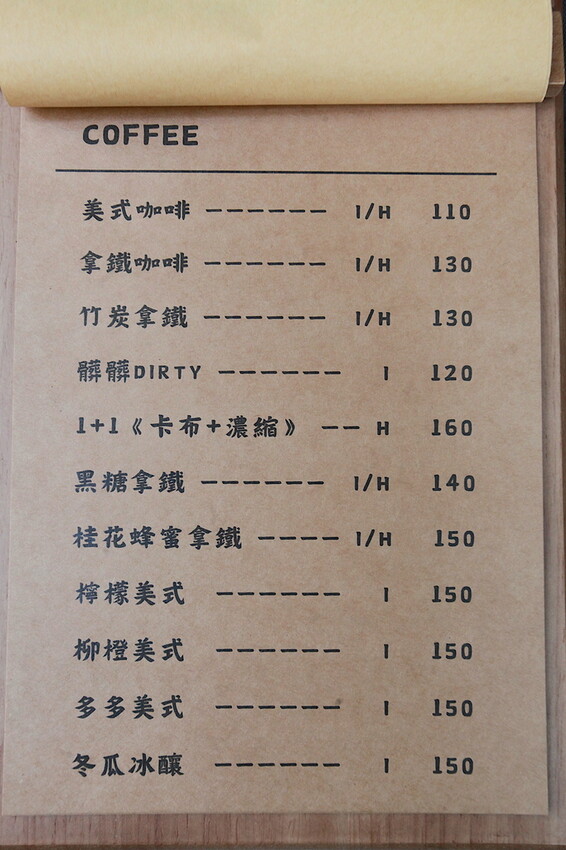 COFFEE
美式咖啡 ------ I/H 110
拿鐵咖啡 ------ I/H 130
竹炭拿鐵 ------ I/H 130
髒髒DIRTY ------ I 120
1+1《卡布+濃縮》 -- H 160
黑糖拿鐵 ------ I/H 140
桂花蜂蜜拿鐵 ---- I/H 150
檸檬美式 ------ I 150
柳橙美式 ------ I 150
多多美式 ------ I 150
冬瓜冰釀 ------ I 150